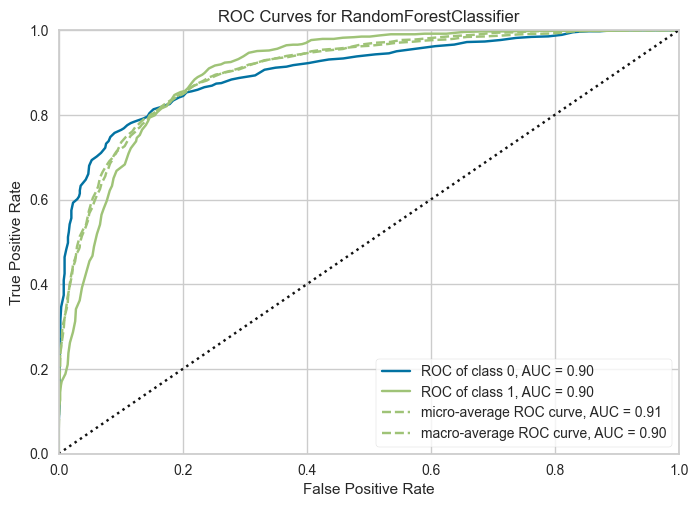 ROC Curves for RandomForestClassifier
1.0
0.8
0.6
0.4
0.2
0.0
True Positive Rate
0.0 0.2 0.4 0.6 0.8 1.0
False Positive Rate
ROC of class 0, AUC = 0.90
ROC of class 1, AUC = 0.90
micro-average ROC curve, AUC = 0.91
macro-average ROC curve, AUC = 0.90